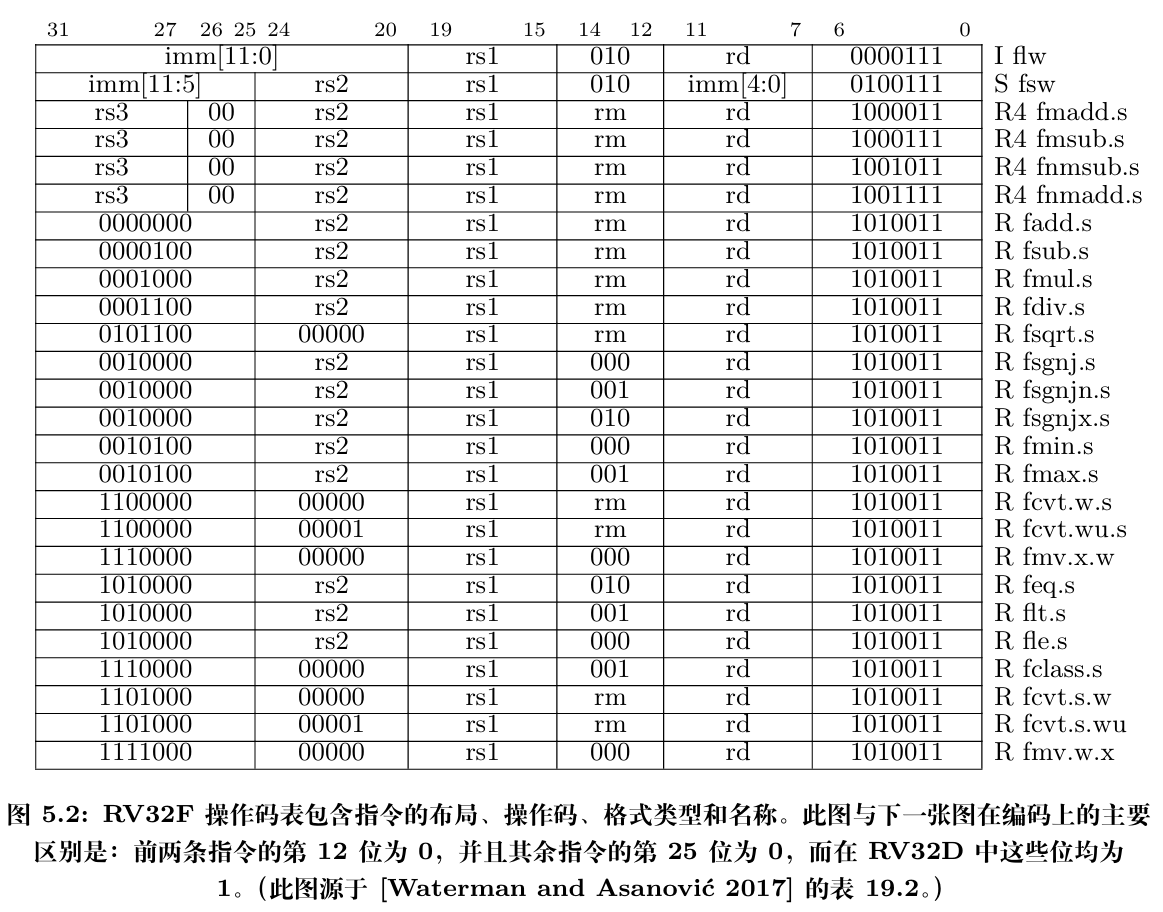 31 27 26 25 24 20 19 15 14 12 11 7 6 0
imm[11:0] rs1 010 rd 0000111 I flw
imm[11:5] rs2 rs1 010 imm[4:0] 0100111 S fsw
rs3 00 rs2 rs1 rm rd 1000011 R4 fmadd.s
rs3 00 rs2 rs1 rm rd 1000111 R4 fmsub.s
rs3 00 rs2 rs1 rm rd 1001011 R4 fnmsub.s
rs3 00 rs2 rs1 rm rd 1001111 R4 fnmadd.s
0000000 rs2 rs1 rm rd 1010011 R fadd.s
0000100 rs2 rs1 rm rd 1010011 R fsub.s
0001000 rs2 rs1 rm rd 1010011 R fmul.s
0001100 rs2 rs1 rm rd 1010011 R fdiv.s
0101100 00000 rs1 rm rd 1010011 R fsqrt.s
0010000 rs2 rs1 000 rd 1010011 R fsgnj.s
0010000 rs2 rs1 001 rd 1010011 R fsgnjn.s
0010000 rs2 rs1 010 rd 1010011 R fsgnjx.s
0010100 rs2 rs1 000 rd 1010011 R fmin.s
0010100 rs2 rs1 001 rd 1010011 R fmax.s
1100000 00000 rs1 rm rd 1010011 R fcvt.w.s
1100000 00001 rs1 rm rd 1010011 R fcvt.wu.s
1110000 00000 rs1 000 rd 1010011 R fmv.x.w
1010000 rs2 rs1 010 rd 1010011 R feq.s
1010000 rs2 rs1 001 rd 1010011 R flt.s
1010000 rs2 rs1 000 rd 1010011 R fle.s
1110000 00000 rs1 001 rd 1010011 R fclass.s
1101000 00000 rs1 rm rd 1010011 R fcvt.s.w
1101000 00001 rs1 rm rd 1010011 R fcvt.s.wu
1111000 00000 rs1 000 rd 1010011 R fmv.w.x
图 5.2: RV32F 操作码表包含指令的布局、操作码、格式类型和名称。此图与下一张图在编码上的主要
区别是：前两条指令的第 12 位为 0，并且其余指令的第 25 位为 0，而在 RV32D 中这些位均为
1。（此图源于 [Waterman and Asanović 2017] 的表 19.2。）